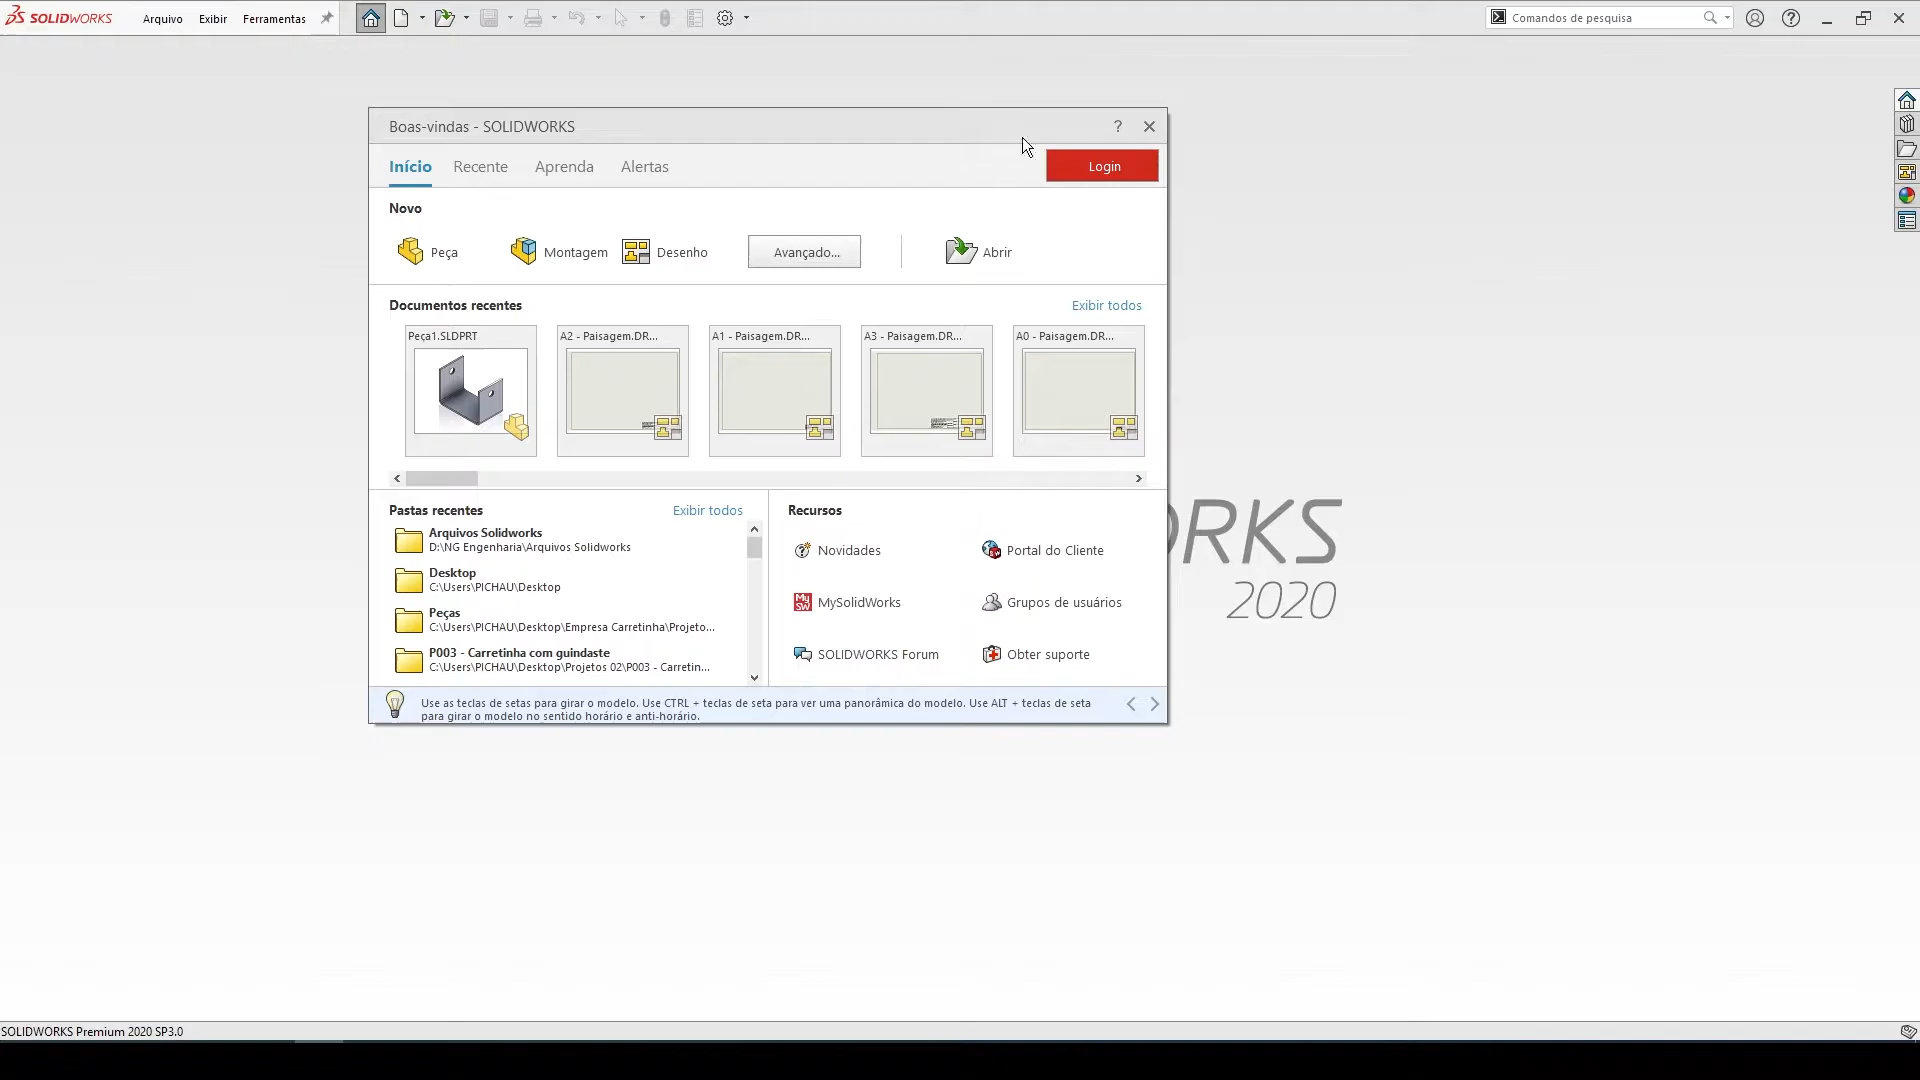 SOLIDWORKS Arquivo Exibir Ferramentas Comandos de pesquisa
Boas-vindas - SOLIDWORKS
Início Recente Aprenda Alertas Login
Novo
Peça Montagem Desenho Avançado... Abrir
Documentos recentes Exibir todos
Peça1.SLDPRT A2 - Paisagem.DR... A1 - Paisagem.DR... A3 - Paisagem.DR... A0 - Paisagem.DR...
Pastas recentes Exibir todos
Arquivos Solidworks
D:\NG Engenharia\Arquivos Solidworks
Desktop
C:\Users\PICHAU\Desktop
Peças
C:\Users\PICHAU\Desktop\Empresa Carretinha\Projeto...
P003 - Carretinha com guindaste
C:\Users\PICHAU\Desktop\Projetos 02\P003 - Carretin...
Recursos
Novidades Portal do Cliente
My SW MySolidWorks Grupos de usuários
SOLIDWORKS Forum Obter suporte
ORKS
2020
Use as teclas de setas para girar o modelo. Use CTRL + teclas de seta para ver uma panorâmica do modelo. Use ALT + teclas de seta
para girar o modelo no sentido horário e anti-horário.
SOLIDWORKS Premium 2020 SP3.0